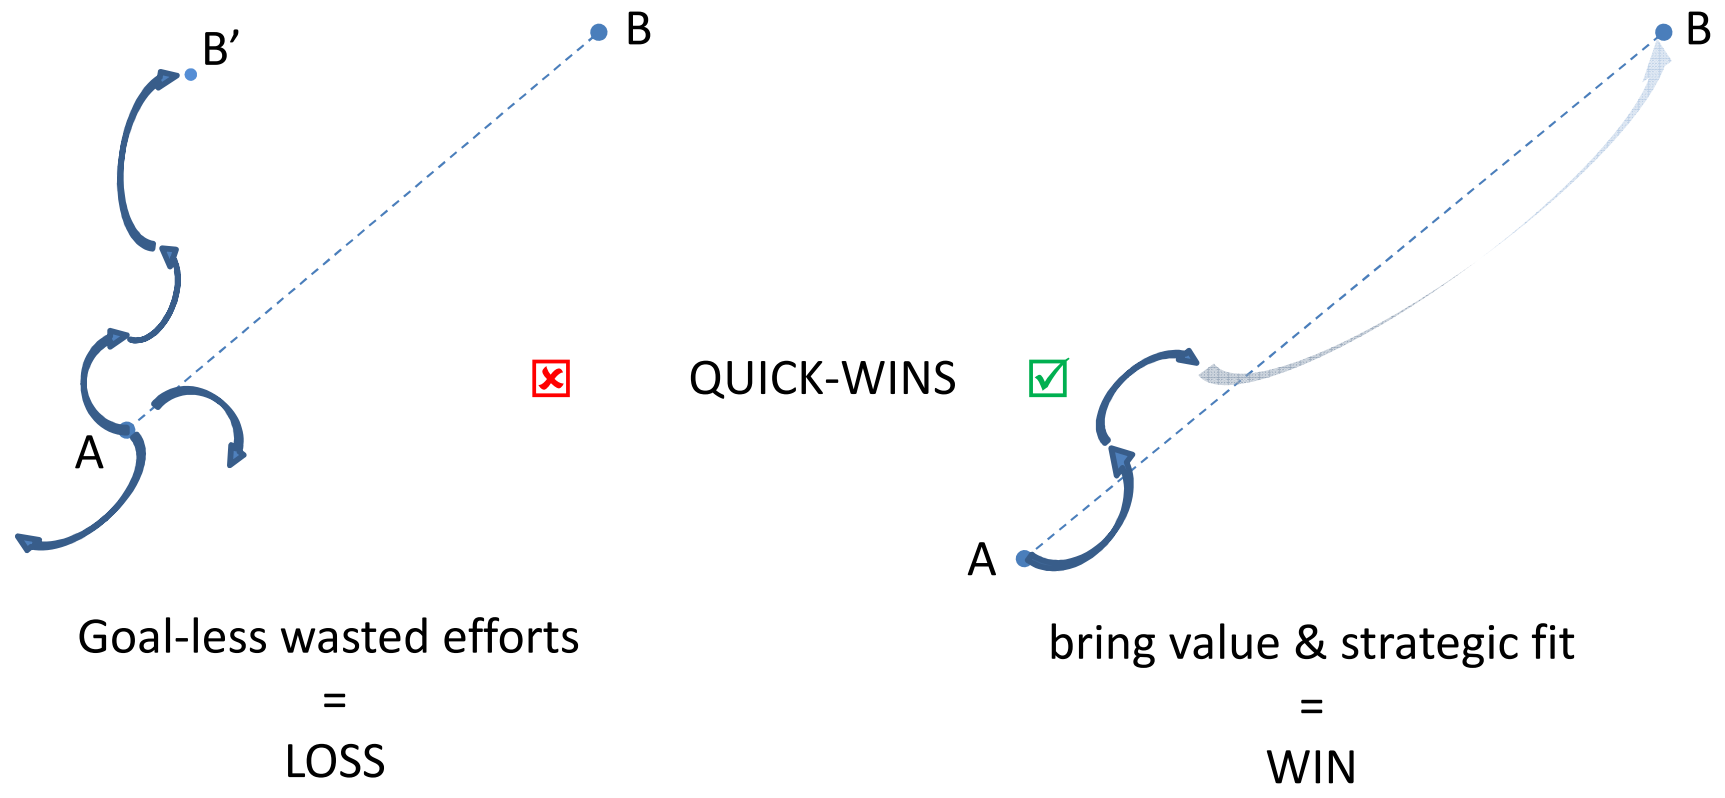 B’
B
B
QUICK-WINS
A
A
Goal-less wasted efforts
=
LOSS
bring value & strategic fit
=
WIN